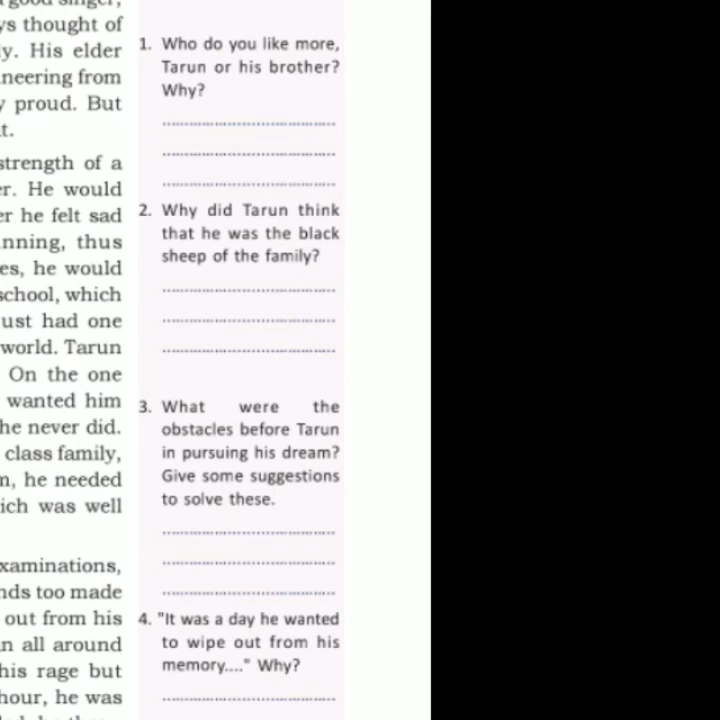 good singer,
ys thought of
y. His elder
neering from
y proud. But
t.
strength of a
er. He would
er he felt sad
nning, thus
es, he would
school, which
ust had one
world. Tarun
On the one
wanted him
he never did.
class family,
m, he needed
ich was well
xaminations,
nds too made
out from his
n all around
his rage but
hour, he was
1. Who do you like more,
Tarun or his brother?
Why?
2. Why did Tarun think
that he was the black
sheep of the family?
3. What were the
obstacles before Tarun
in pursuing his dream?
Give some suggestions
to solve these.
4. "It was a day he wanted
to wipe out from his
memory...." Why?